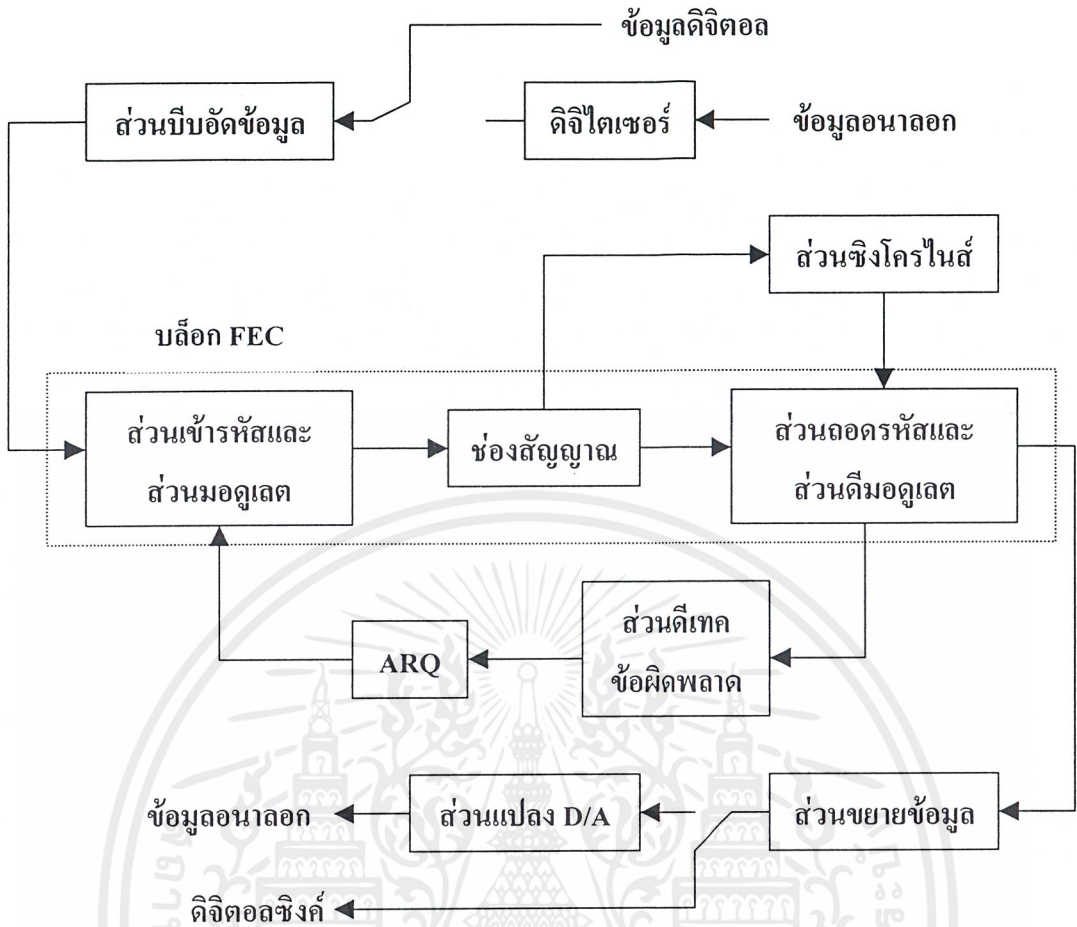 ข้อมูลดิจิตอล
ส่วนบีบอัดข้อมูล
ดิจิไตเซอร์
ข้อมูลอนาลอก
ส่วนซิงโครไนส์
บล็อก FEC
ส่วนเข้ารหัสและ
ส่วนมอดูเลต
ช่องสัญญาณ
ส่วนถอดรหัสและ
ส่วนดีมอดูเลต
ARQ
ส่วนดีเทค
ข้อผิดพลาด
ข้อมูลอนาลอก
ส่วนแปลง D/A
ส่วนขยายข้อมูล
ดิจิตอลซิงค์